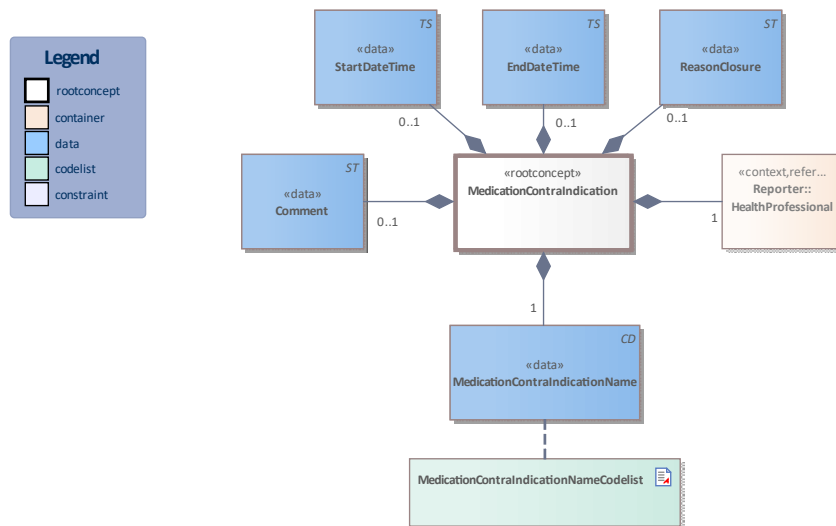 Legend
rootconcept
container
data
codelist
constraint
TS
«data»
StartDateTime
TS
«data»
EndDateTime
ST
«data»
ReasonClosure
0..1
0..1
0..1
ST
«data»
Comment
0..1
«rootconcept»
MedicationContraIndication
«context,refer...
Reporter::
HealthProfessional
1
1
CD
«data»
MedicationContraIndicationName
MedicationContraIndicationNameCodelist